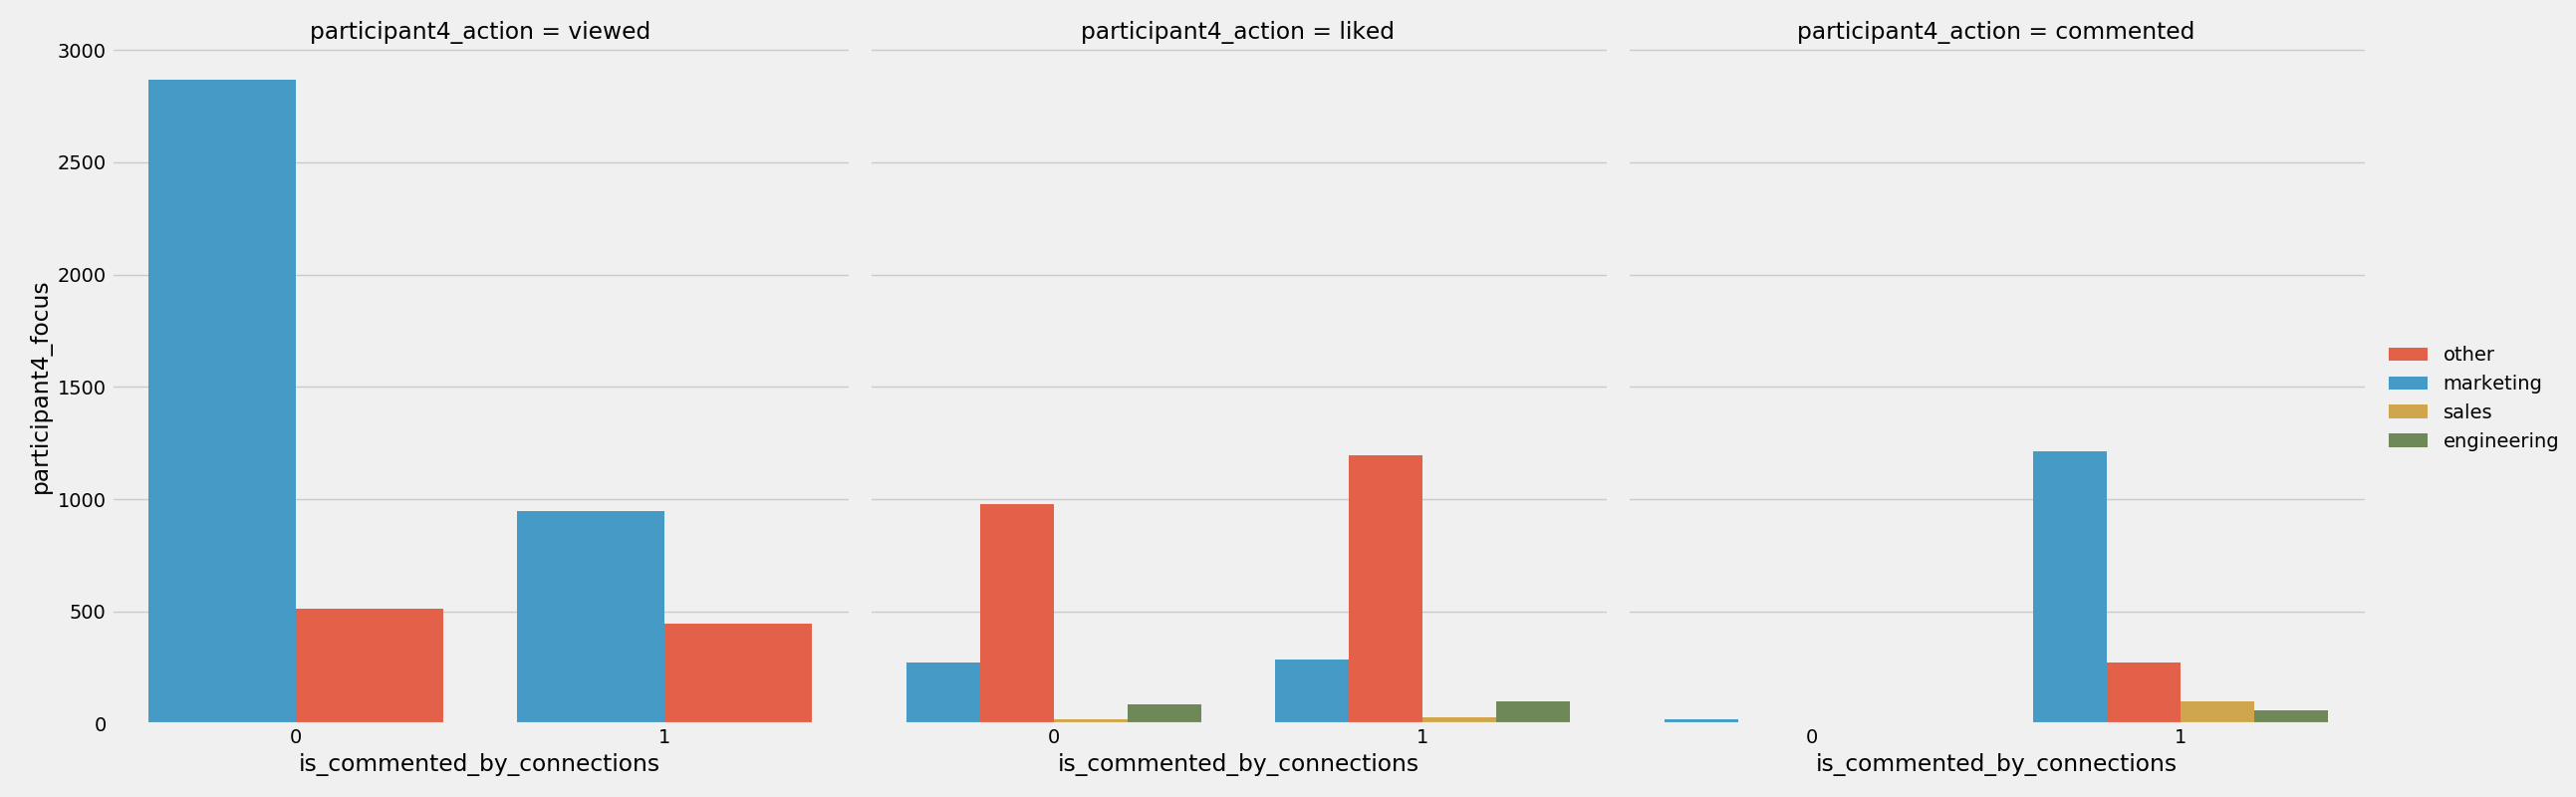 participant4_action = viewed
participant4_action = liked
participant4_action = commented
participant4_focus
3000
2500
2000
1500
1000
500
0
0 1
0 1
0 1
is_commented_by_connections
is_commented_by_connections
is_commented_by_connections
other
marketing
sales
engineering